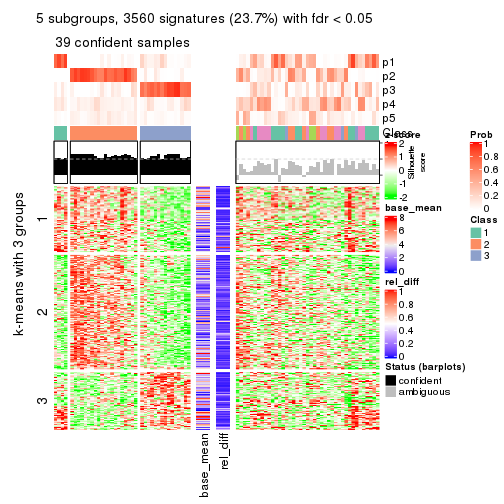 5 subgroups, 3560 signatures (23.7%) with fdr < 0.05
39 confident samples
p1
p2
p3
p4
p5
Class
z-score
2
1
0
-1
-2
Silhouette
score
Prob
1
0.8
0.6
0.4
0.2
0
Class
1
2
3
base_mean
8
6
4
2
0
rel_diff
1
0.8
0.6
0.4
0.2
0
Status (barplots)
confident
ambiguous
k-means with 3 groups
1
2
3
base_mean
rel_diff